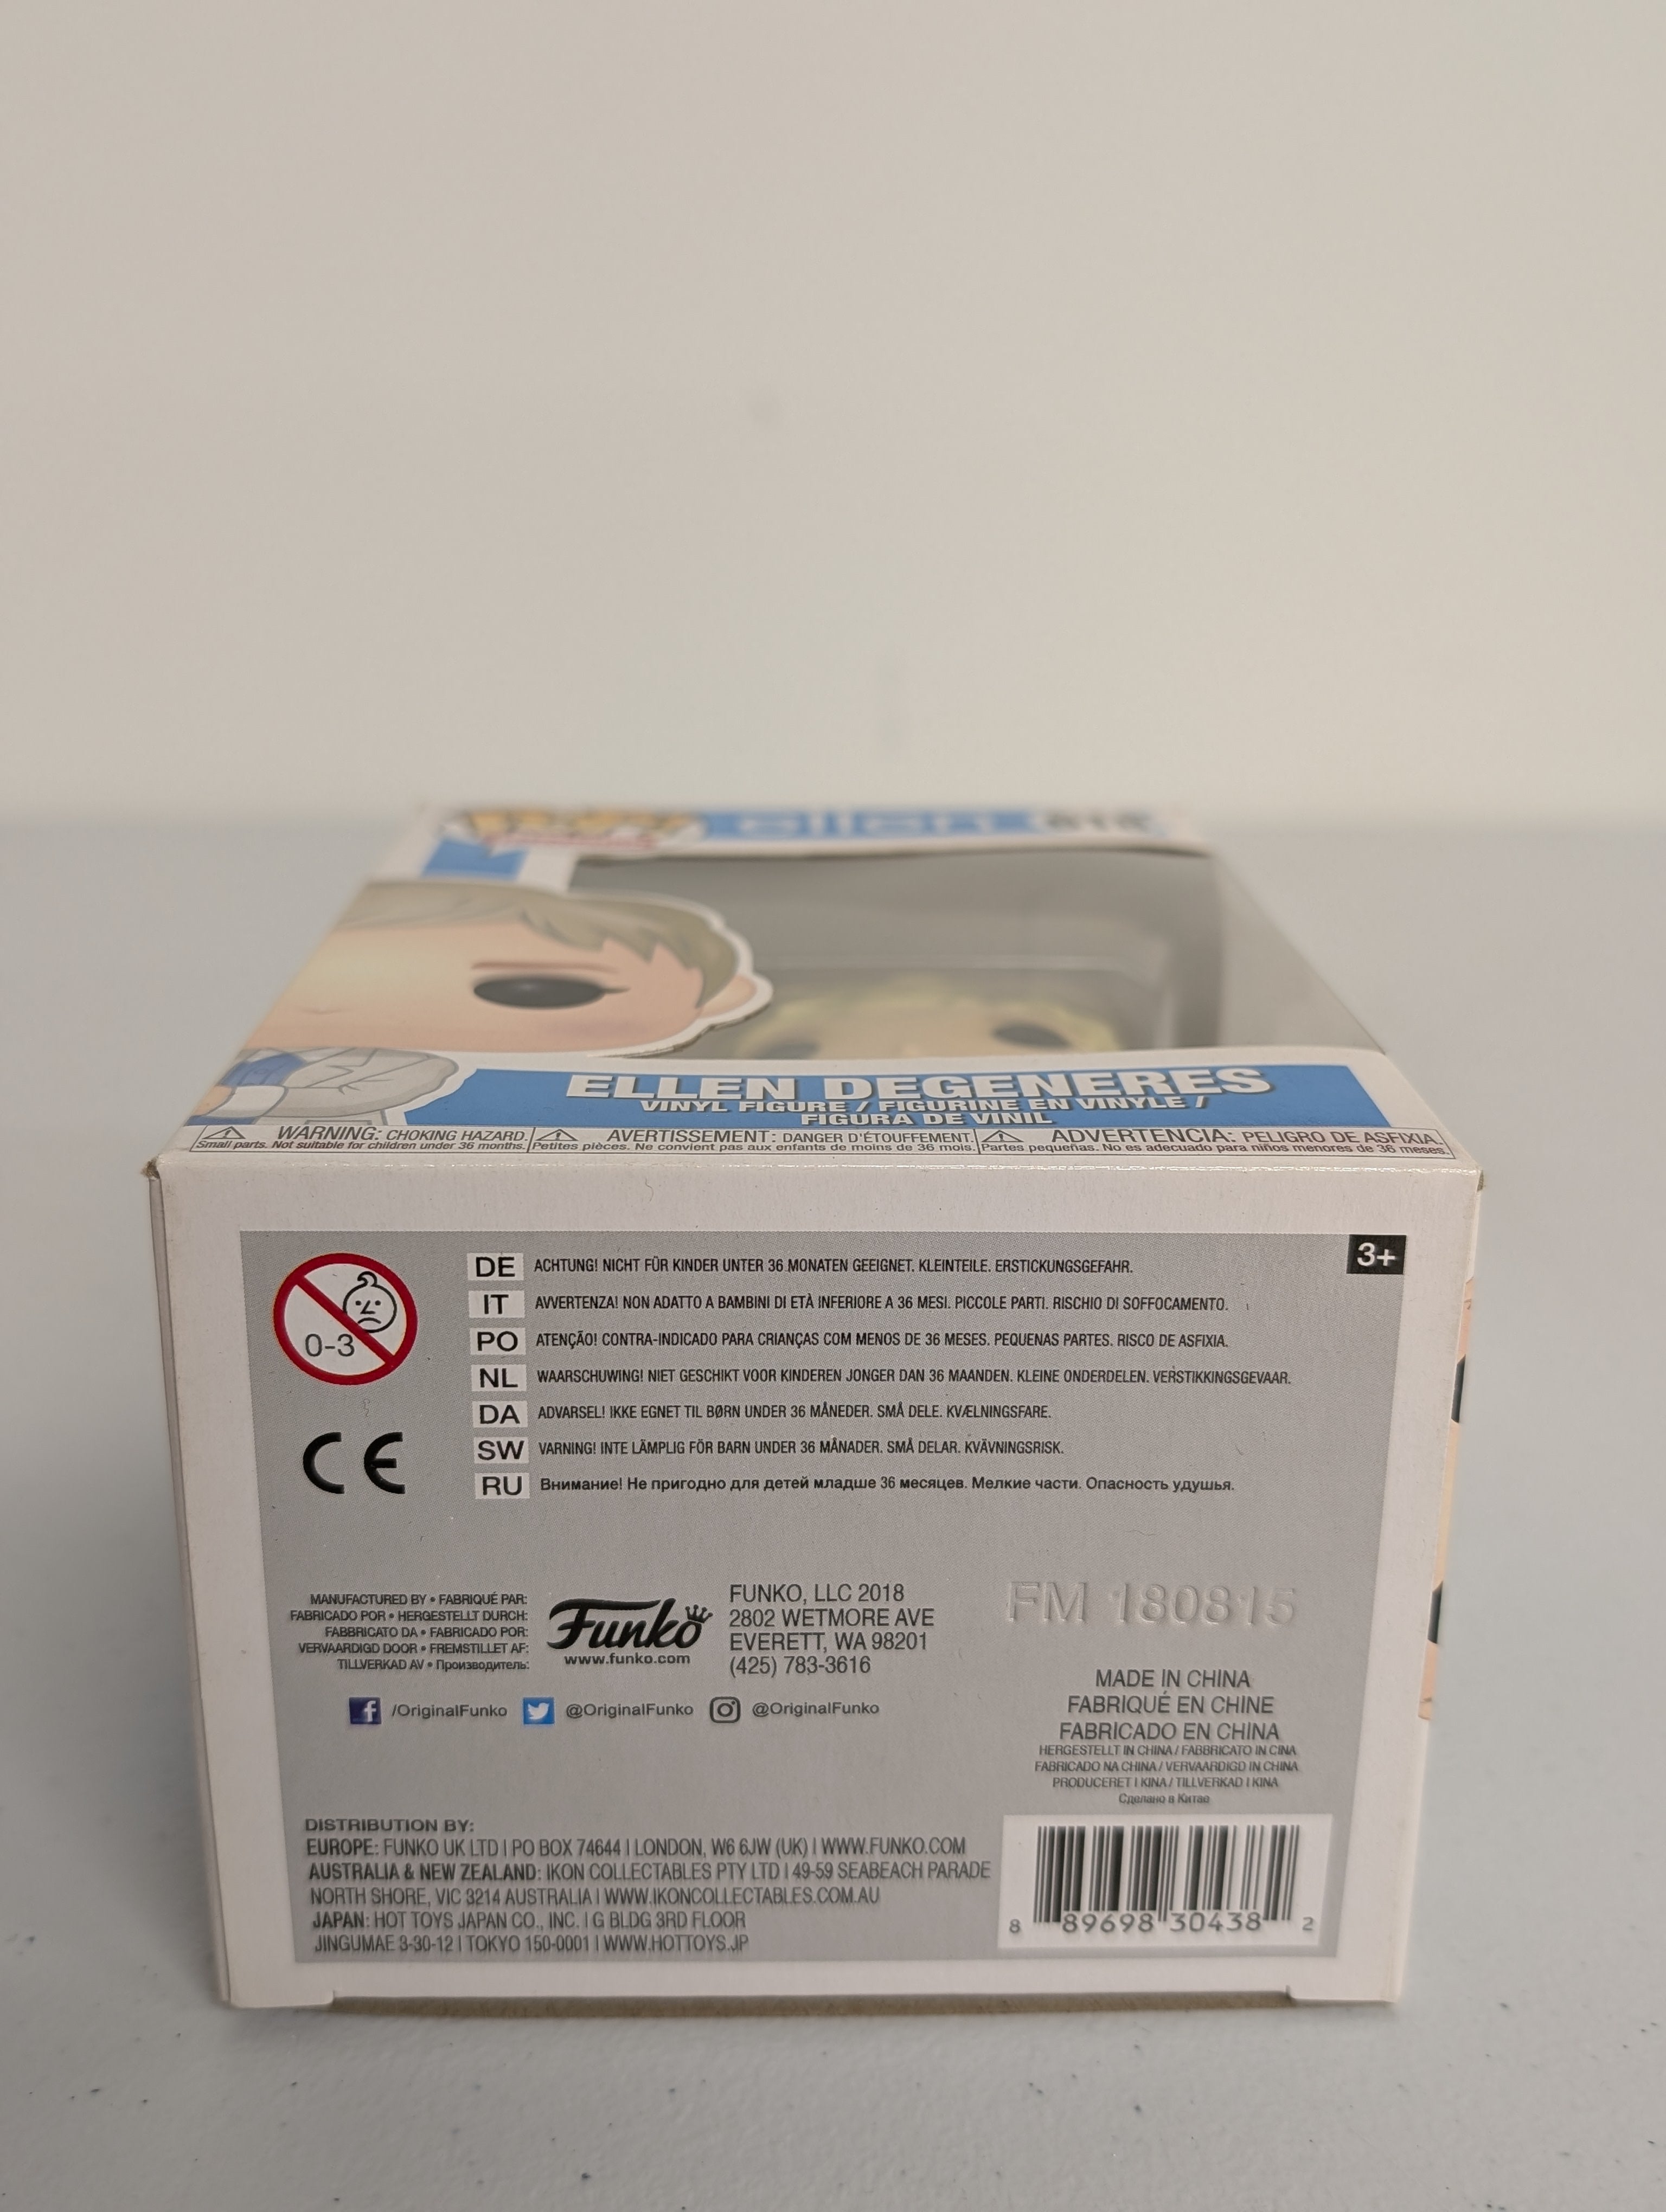 ellen
ELLEN DEGENERES
VINYL FIGURE / FIGURINE EN VINYLE /
FIGURA DE VINIL
WARNING: CHOKING HAZARD.
Small parts. Not suitable for children under 36 months.
AVERTISSEMENT: DANGER D'ÉTOUFFEMENT.
Petites pièces. Ne convient pas aux enfants de moins de 36 mois.
ADVERTENCIA: PELIGRO DE ASFIXIA.
Partes pequeñas. No es adecuado para niños menores de 36 meses.
3+
0-3
CE
DE ACHTUNG! NICHT FÜR KINDER UNTER 36 MONATEN GEEIGNET. KLEINTEILE. ERSTICKUNGSGEFAHR.
IT AVVERTENZA! NON ADATTO A BAMBINI DI ETÀ INFERIORE A 36 MESI. PICCOLE PARTI. RISCHIO DI SOFFOCAMENTO.
PO ATENÇÃO! CONTRA-INDICADO PARA CRIANÇAS COM MENOS DE 36 MESES. PEQUENAS PARTES. RISCO DE ASFIXIA.
NL WAARSCHUWING! NIET GESCHIKT VOOR KINDEREN JONGER DAN 36 MAANDEN. KLEINE ONDERDELEN. VERSTIKKINGSGEVAAR.
DA ADVARSEL! IKKE EGNET TIL BØRN UNDER 36 MÅNEDER. SMÅ DELE. KVÆLNINGSFARE.
SW VARNING! INTE LÄMPLIG FÖR BARN UNDER 36 MÅNADER. SMÅ DELAR. KVÄVNINGSRISK.
RU Внимание! Не пригодно для детей младше 36 месяцев. Мелкие части. Опасность удушья.
MANUFACTURED BY • FABRIQUÉ PAR:
FABRICADO POR • HERGESTELLT DURCH:
FABBRICATO DA • FABRICADO POR:
VERVAARDIGD DOOR • FREMSTILLET AF:
TILLVERKAD AV • Производитель:
Funko
www.funko.com
FUNKO, LLC 2018
2802 WETMORE AVE
EVERETT, WA 98201
(425) 783-3616
FM 180815
/OriginalFunko @OriginalFunko @OriginalFunko
MADE IN CHINA
FABRIQUÉ EN CHINE
FABRICADO EN CHINA
HERGESTELLT IN CHINA / FABBRICATO IN CINA
FABRICADO NA CHINA / VERVAARDIGD IN CHINA
PRODUCERET I KINA / TILLVERKAD I KINA
Сделано в Китае
DISTRIBUTION BY:
EUROPE: FUNKO UK LTD | PO BOX 74644 | LONDON, W6 6JW (UK) | WWW.FUNKO.COM
AUSTRALIA & NEW ZEALAND: IKON COLLECTABLES PTY LTD | 49-59 SEABEACH PARADE
NORTH SHORE, VIC 3214 AUSTRALIA | WWW.IKONCOLLECTABLES.COM.AU
JAPAN: HOT TOYS JAPAN CO., INC. | G BLDG 3RD FLOOR
JINGUMAE 3-30-12 | TOKYO 150-0001 | WWW.HOTTOYS.JP
8 89698 30438 2